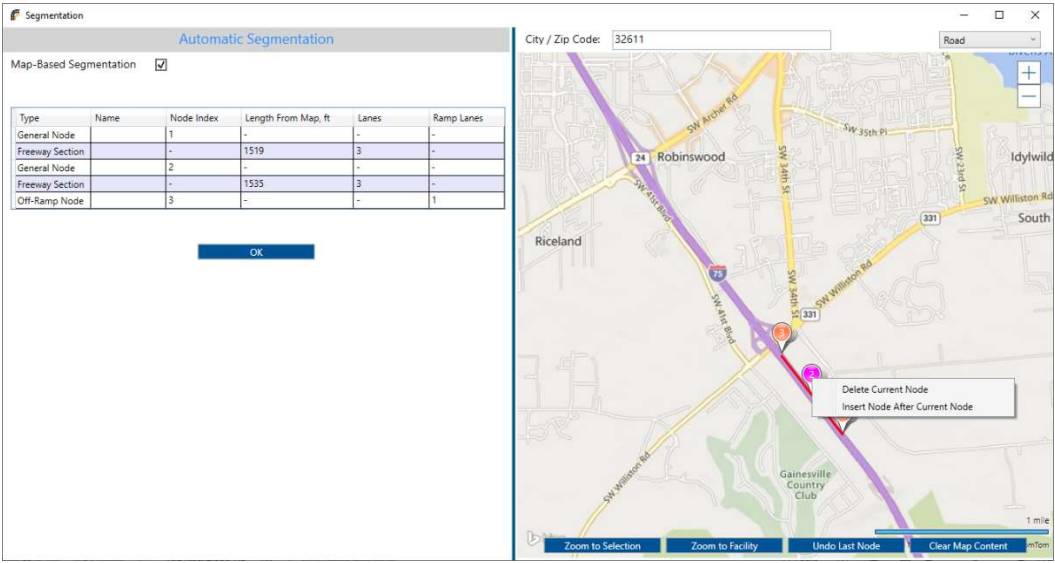 Segmentation
Automatic Segmentation
Map-Based Segmentation
Type Name Node Index Length From Map, ft Lanes Ramp Lanes
General Node 1 - - -
Freeway Section - 1519 3 -
General Node 2 - - -
Freeway Section - 1535 3 -
Off-Ramp Node 3 - - 1
OK
City / Zip Code: 32611
Road
+
−
SW Archer Rd
SW 35th Pl
24 Robinswood
SW 34th St
SW 23rd St
Idylwild
SW 41st Blvd
SW Williston Rd
331
South
Riceland
75
SW 34th St
SW Williston Rd
SW 41st Blvd
331
3
2
Delete Current Node
Insert Node After Current Node
Gainesville
Country
Club
SW Williston Rd
1 mile
Zoom to Selection Zoom to Facility Undo Last Node Clear Map Content